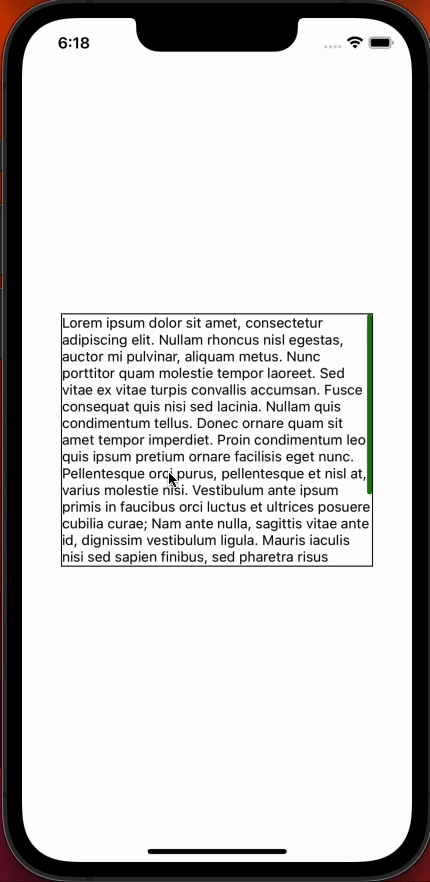 6:18
Lorem ipsum dolor sit amet, consectetur
adipiscing elit. Nullam rhoncus nisl egestas,
auctor mi pulvinar, aliquam metus. Nunc
porttitor quam molestie tempor laoreet. Sed
vitae ex vitae turpis convallis accumsan. Fusce
consequat quis nisi sed lacinia. Nullam quis
condimentum tellus. Donec ornare quam sit
amet tempor imperdiet. Proin condimentum leo
quis ipsum pretium ornare facilisis eget nunc.
Pellentesque orci purus, pellentesque et nisl at,
varius molestie nisi. Vestibulum ante ipsum
primis in faucibus orci luctus et ultrices posuere
cubilia curae; Nam ante nulla, sagittis vitae ante
id, dignissim vestibulum ligula. Mauris iaculis
nisi sed sapien finibus, sed pharetra risus